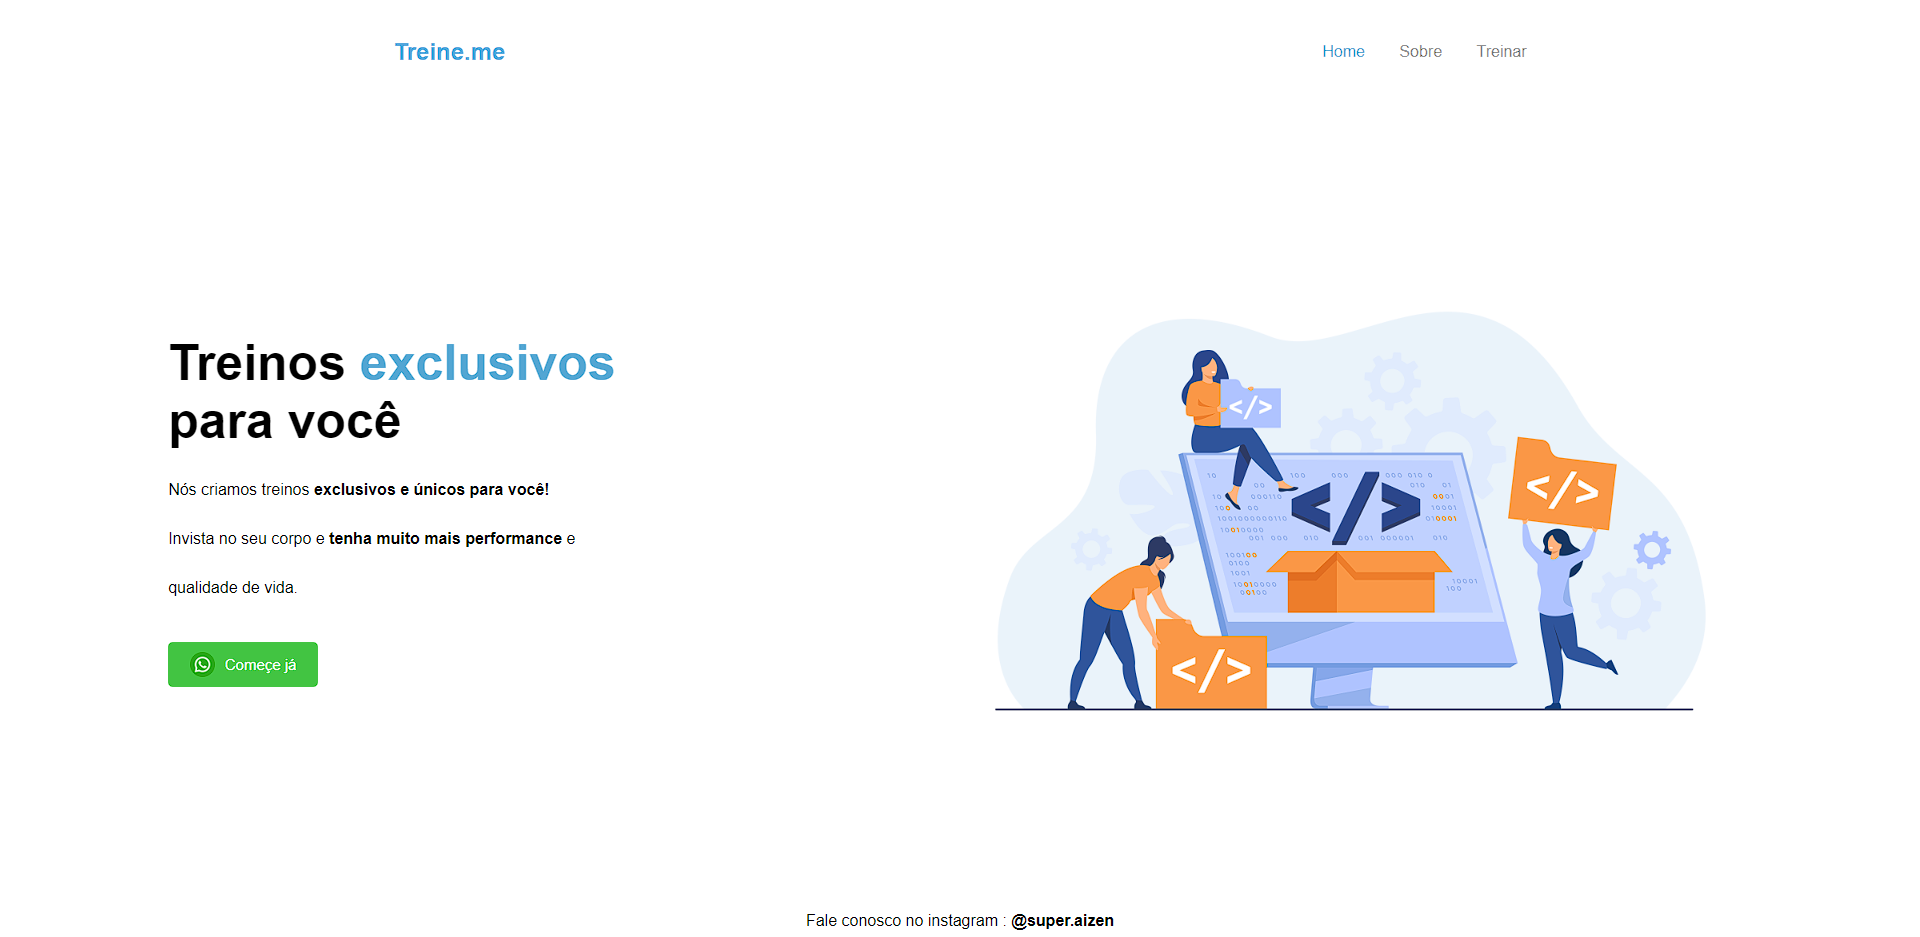 Treine.me
Home Sobre Treinar
Treinos exclusivos
para você
Nós criamos treinos exclusivos e únicos para você!
Invista no seu corpo e tenha muito mais performance e
qualidade de vida.
Começe já
</>
</>
</>
</>
Fale conosco no instagram : @super.aizen